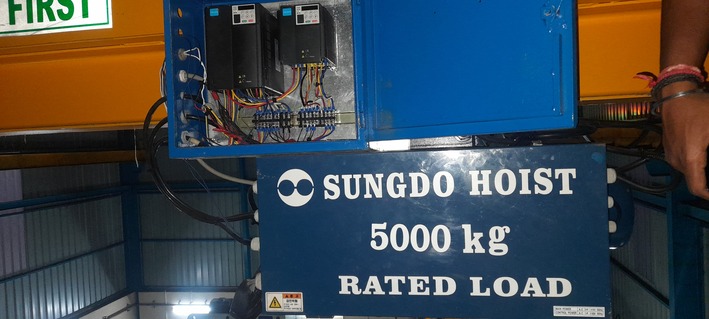 FIRST
SUNGDO HOIST
5000 kg
RATED LOAD